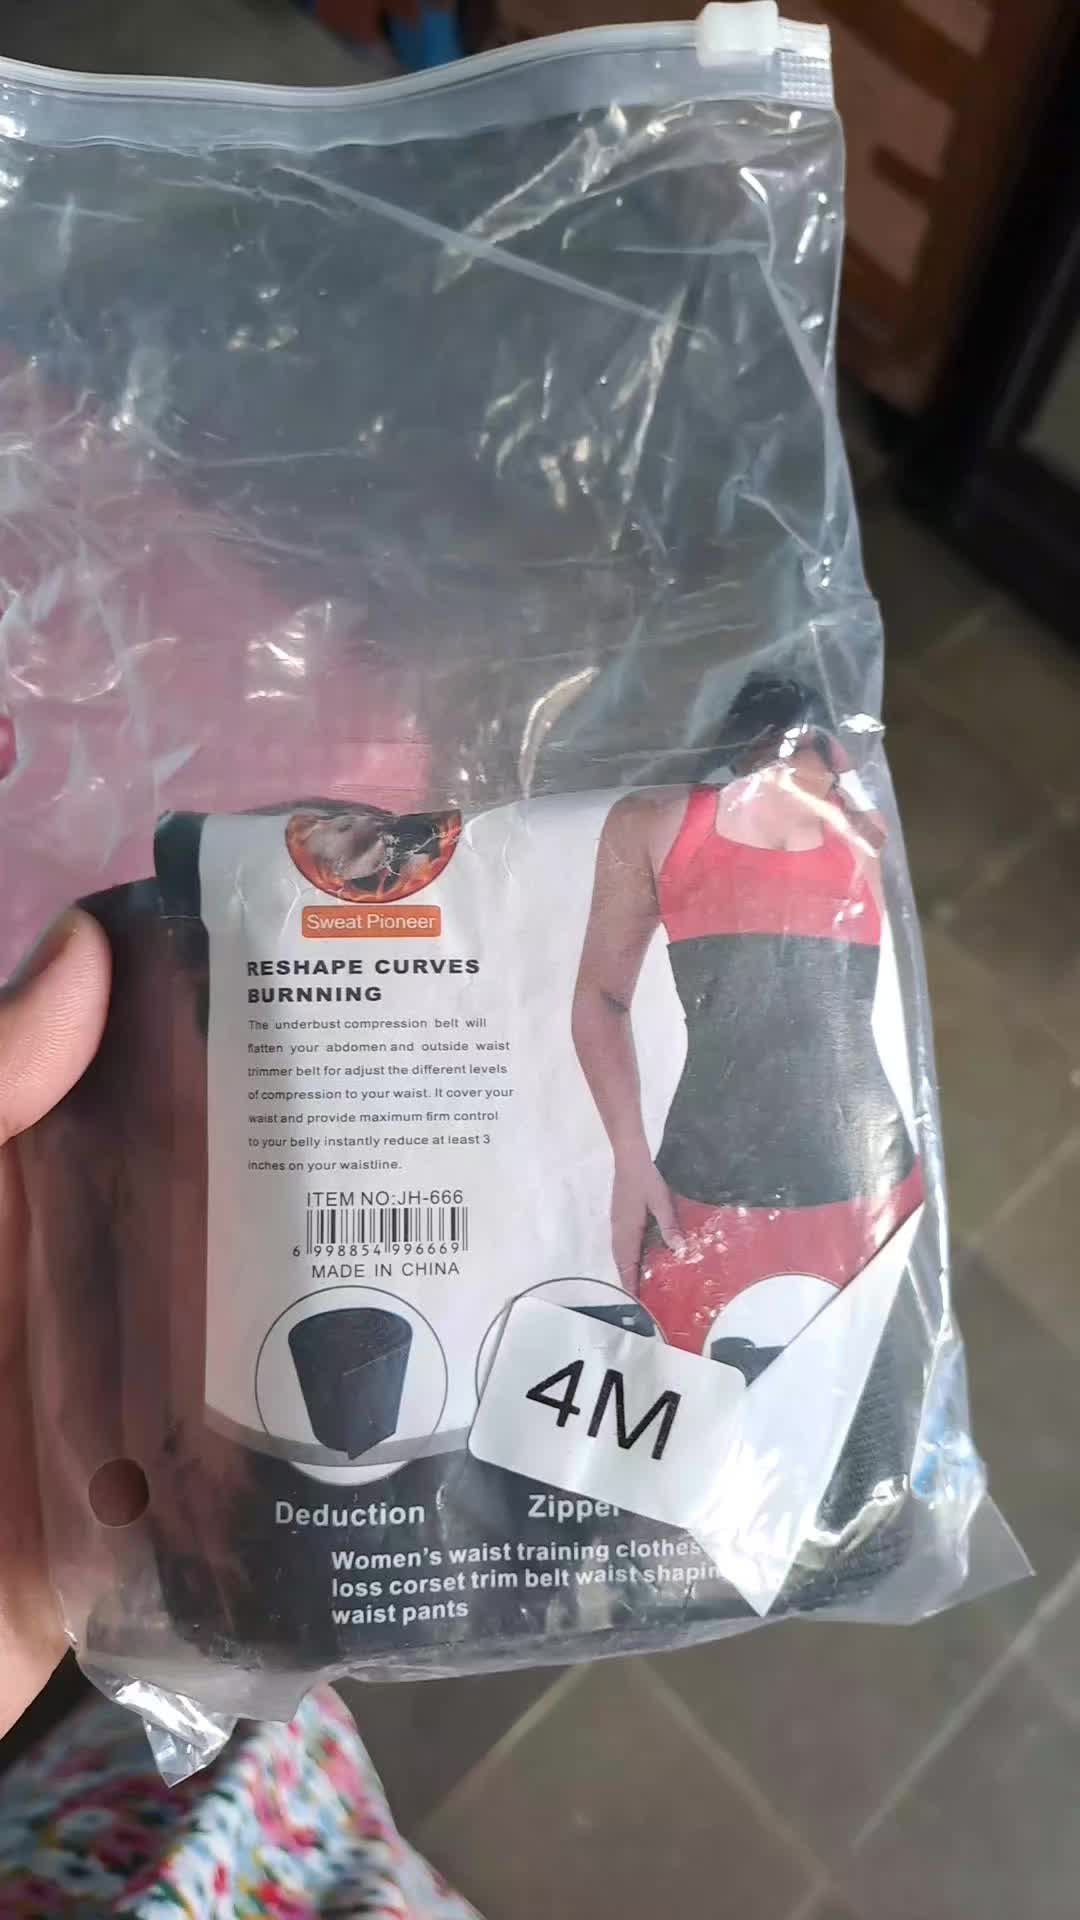 Sweat Pioneer
RESHAPE CURVES
BURNNING
The underbust compression belt will
flatten your abdomen and outside waist
trimmer belt for adjust the different levels
of compression to your waist. It cover your
waist and provide maximum firm control
to your belly instantly reduce at least 3
inches on your waistline.
ITEM NO:JH-666
6 998854 996669
MADE IN CHINA
4M
Deduction
Zipper
Women's waist training clothes
loss corset trim belt waist shapin
waist pants